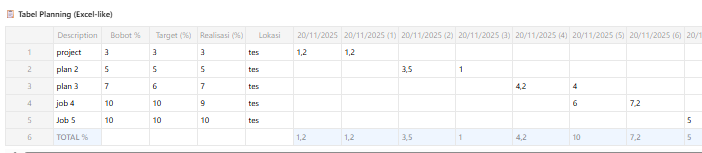 Tabel Planning (Excel-like)
Description Bobot % Target (%) Realisasi (%) Lokasi 20/11/2025 20/11/2025 (1) 20/11/2025 (2) 20/11/2025 (3) 20/11/2025 (4) 20/11/2025 (5) 20/11/2025 (6) 20/1
1 project 3 3 3 tes 1,2 1,2
2 plan 2 5 5 5 tes 3,5 1
3 plan 3 7 6 7 tes 4,2 4
4 job 4 10 10 9 tes 6 7,2
5 Job 5 10 10 10 tes 5
6 TOTAL % 1,2 1,2 3,5 1 4,2 10 7,2 5